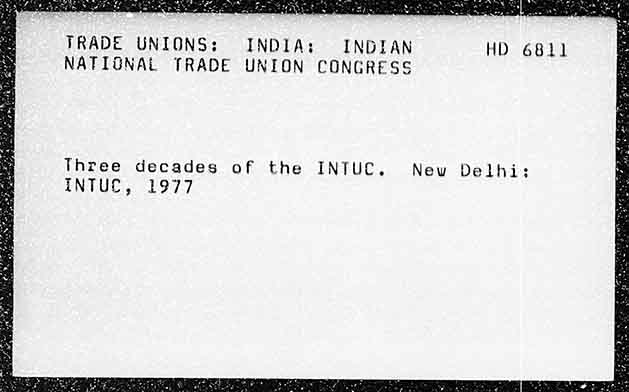 TRADE UNIONS: INDIA: INDIAN HD 6811
NATIONAL TRADE UNION CONGRESS
Three decades of the INTUC. New Delhi:
INTUC, 1977